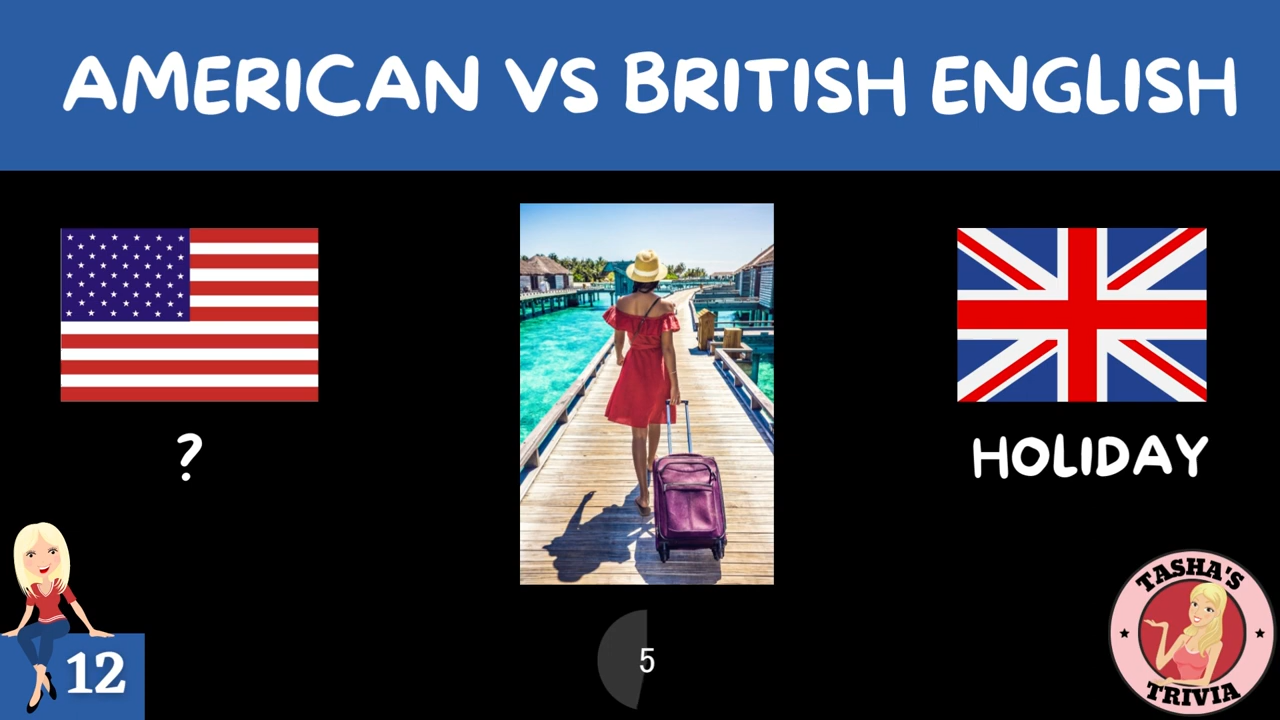 AMERICAN VS BRITISH ENGLISH
?
HOLIDAY
12
5
TASHA'S
TRIVIA